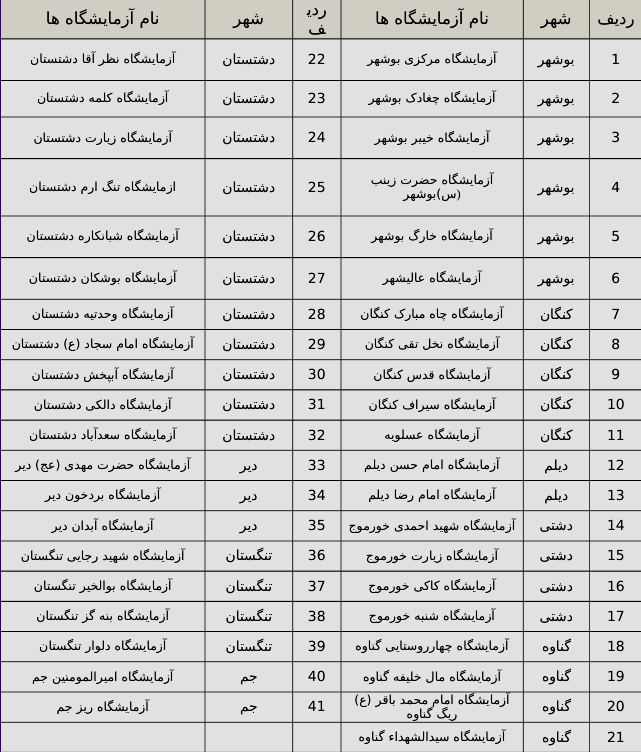 ردیف شهر نام آزمایشگاه ها ردیف شهر نام آزمایشگاه ها
1 بوشهر آزمایشگاه مرکزی بوشهر 22 دشتستان آزمایشگاه نظر آقا دشتستان
2 بوشهر آزمایشگاه چغادک بوشهر 23 دشتستان آزمایشگاه کلمه دشتستان
3 بوشهر آزمایشگاه خیبر بوشهر 24 دشتستان آزمایشگاه زیارت دشتستان
4 بوشهر آزمایشگاه حضرت زینب (س)بوشهر 25 دشتستان ازمایشگاه تنگ ارم دشتستان
5 بوشهر آزمایشگاه خارگ بوشهر 26 دشتستان آزمایشگاه شبانکاره دشتستان
6 بوشهر آزمایشگاه عالیشهر 27 دشتستان آزمایشگاه بوشکان دشتستان
7 کنگان آزمایشگاه چاه مبارک کنگان 28 دشتستان آزمایشگاه وحدتیه دشتستان
8 کنگان آزمایشگاه نخل تقی کنگان 29 دشتستان آزمایشگاه امام سجاد (ع) دشتستان
9 کنگان آزمایشگاه قدس کنگان 30 دشتستان آزمایشگاه آبپخش دشتستان
10 کنگان آزمایشگاه سیراف کنگان 31 دشتستان آزمایشگاه دالکی دشتستان
11 کنگان آزمایشگاه عسلویه 32 دشتستان آزمایشگاه سعدآباد دشتستان
12 دیلم آزمایشگاه امام حسن دیلم 33 دیر آزمایشگاه حضرت مهدی (عج) دیر
13 دیلم آزمایشگاه امام رضا دیلم 34 دیر آزمایشگاه بردخون دیر
14 دشتی آزمایشگاه شهید احمدی خورموج 35 دیر آزمایشگاه آبدان دیر
15 دشتی آزمایشگاه زیارت خورموج 36 تنگستان آزمایشگاه شهید رجایی تنگستان
16 دشتی آزمایشگاه کاکی خورموج 37 تنگستان آزمایشگاه بوالخیر تنگستان
17 دشتی آزمایشگاه شنبه خورموج 38 تنگستان آزمایشگاه بنه گز تنگستان
18 گناوه آزمایشگاه چهارروستایی گناوه 39 تنگستان آزمایشگاه دلوار تنگستان
19 گناوه آزمایشگاه مال خلیفه گناوه 40 جم آزمایشگاه امیرالمومنین جم
20 گناوه آزمایشگاه امام محمد باقر (ع) ریگ گناوه 41 جم آزمایشگاه ریز جم
21 گناوه آزمایشگاه سیدالشهداء گناوه